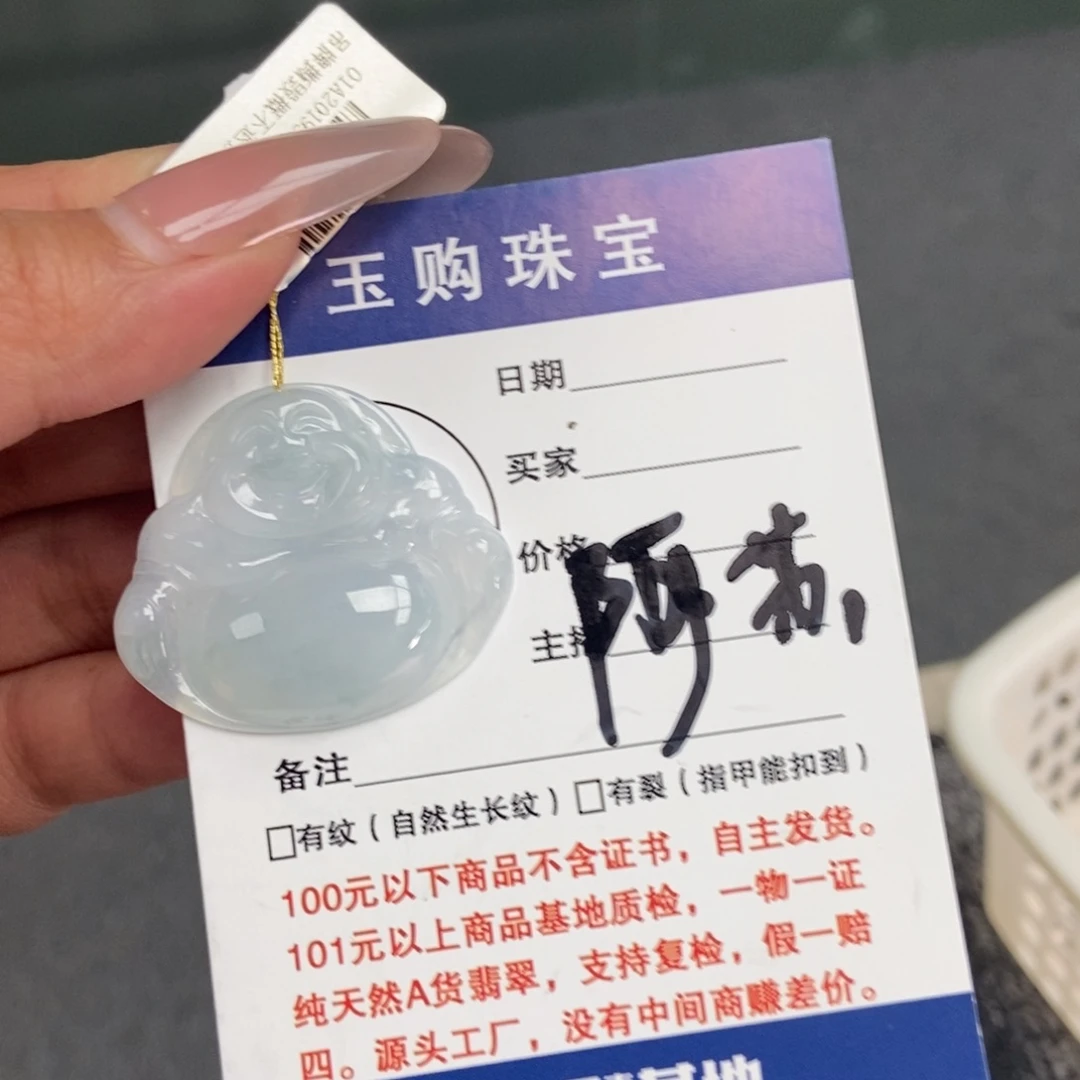 玉购珠宝
日期
买家
价格
主播
阿
备注
□有纹（自然生长纹）□有裂（指甲能扣到）
100元以下商品不含证书，自主发货。
101元以上商品基地质检，一物一证
纯天然A货翡翠，支持复检，假一赔
四。源头工厂，没有中间商赚差价。
基地